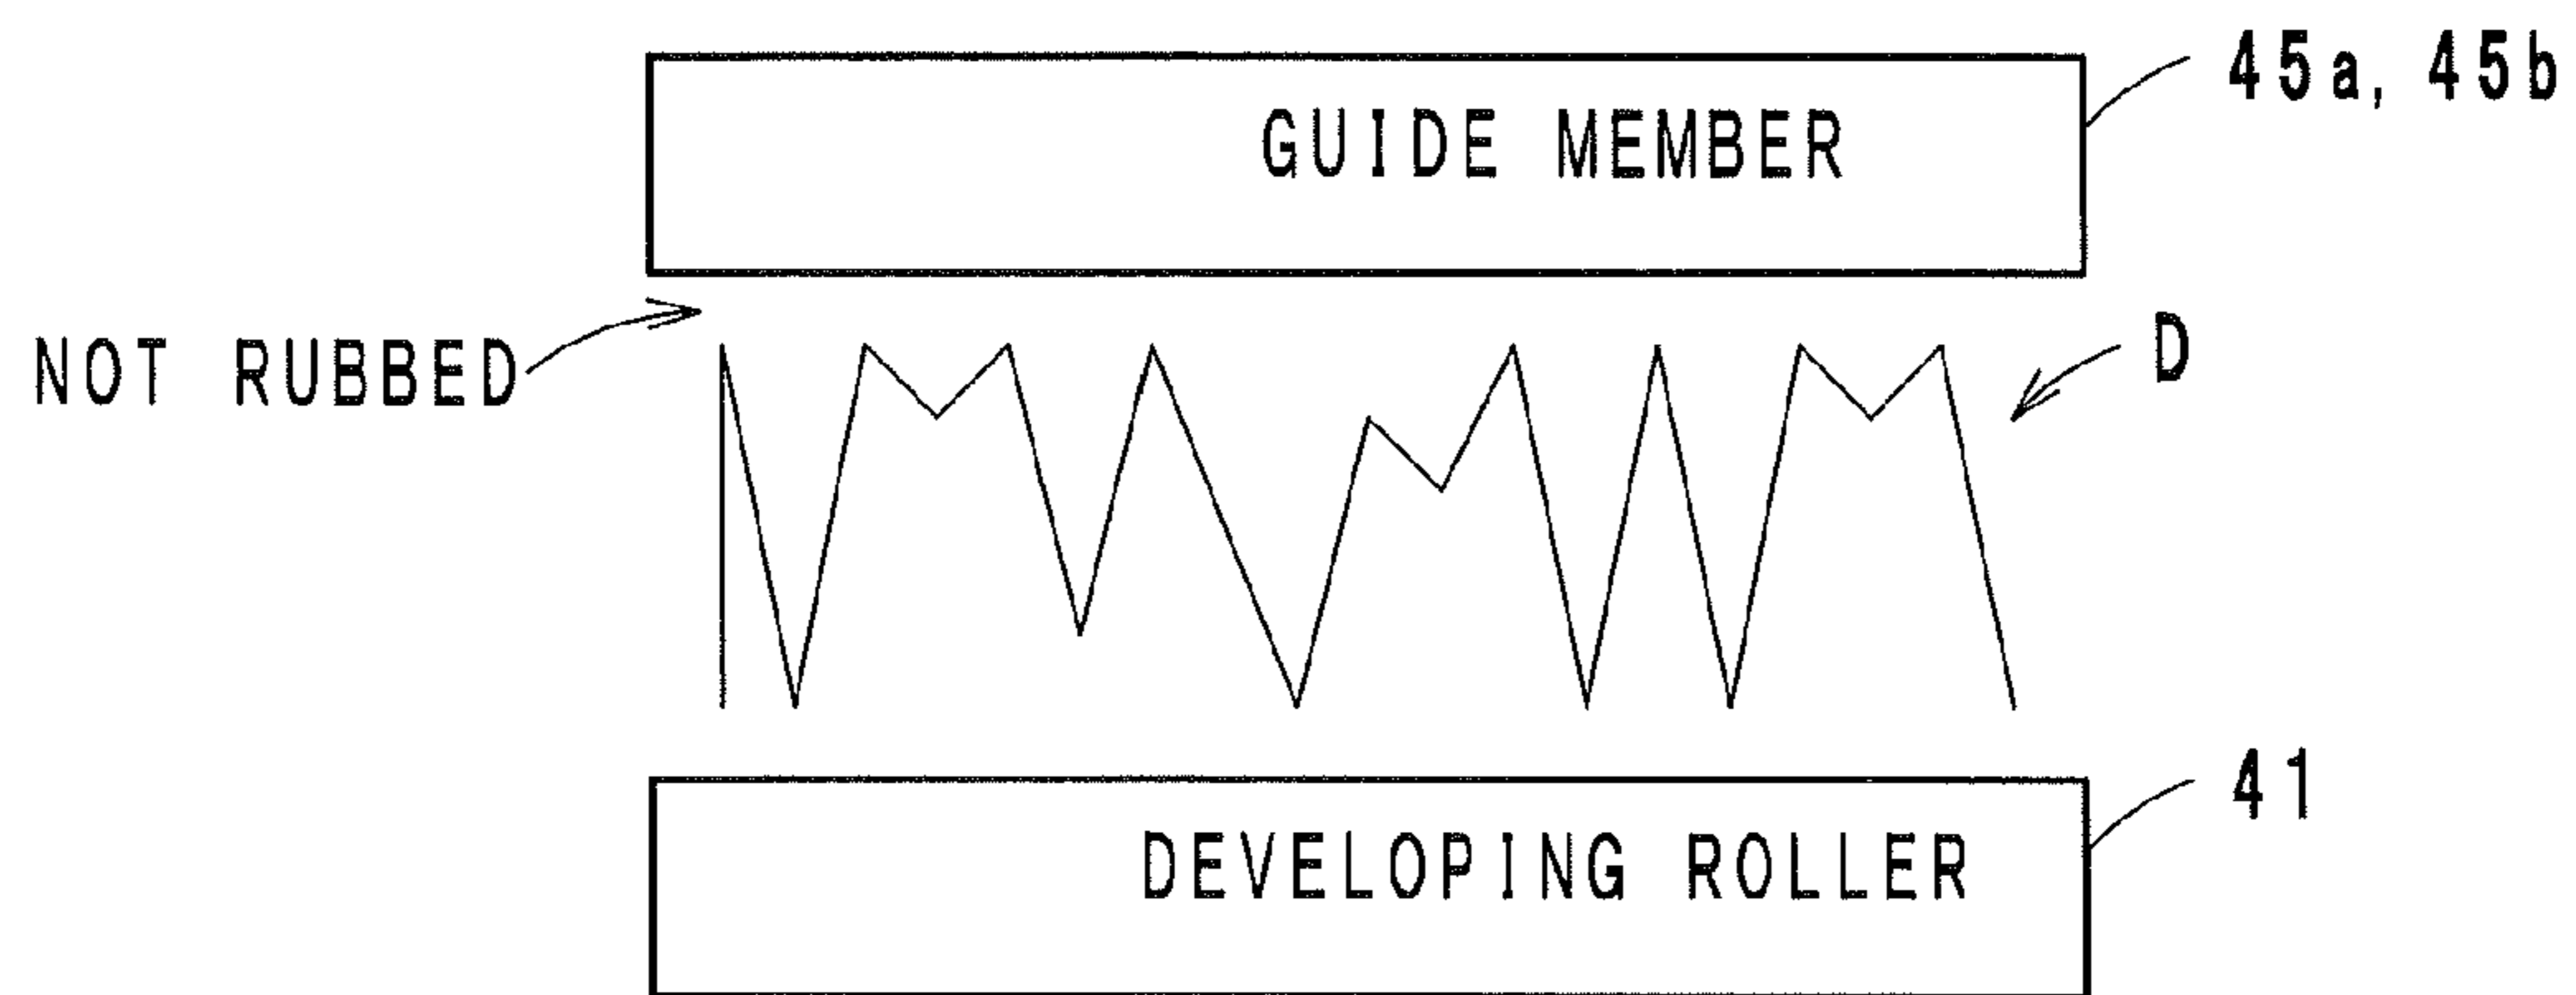 45a, 45b
GUIDE MEMBER
NOT RUBBED
D
41
DEVELOPING ROLLER